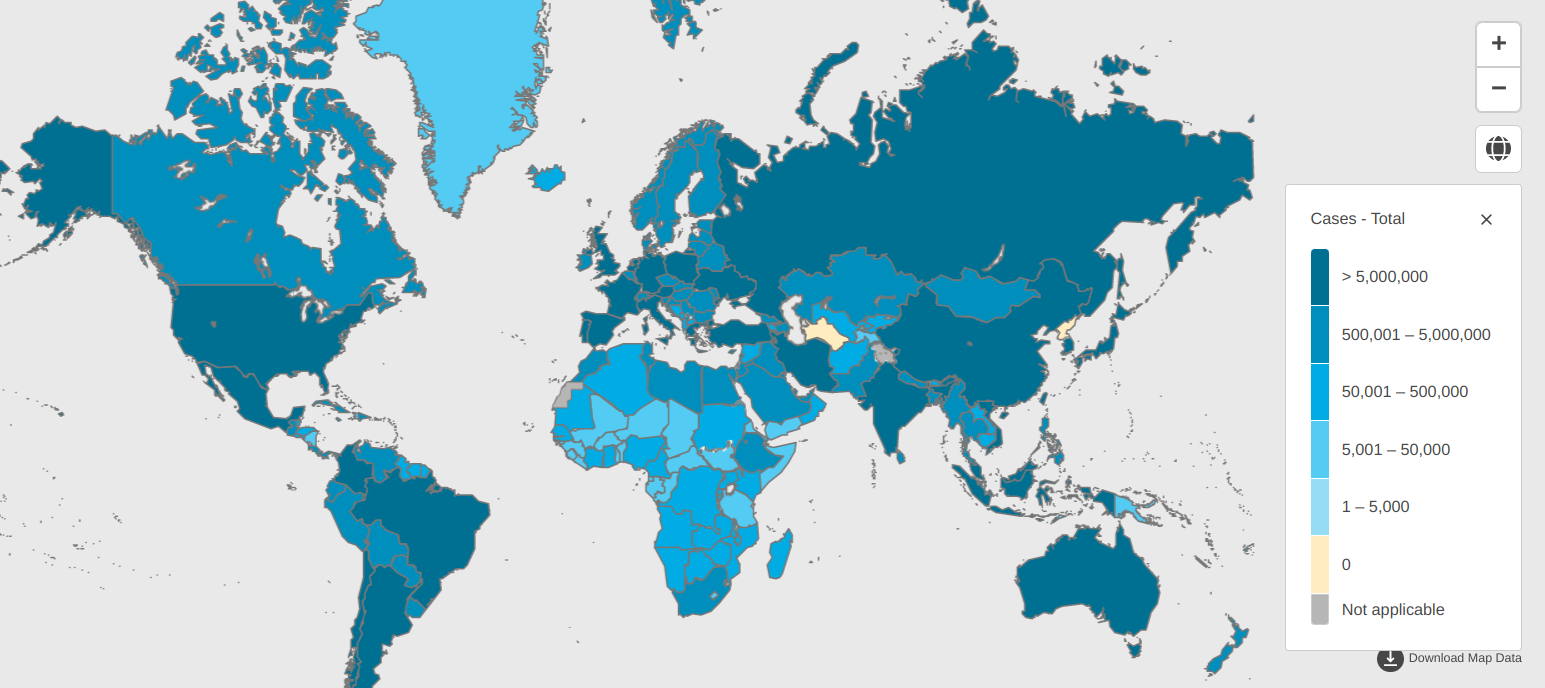 +
−
Cases - Total
> 5,000,000
500,001 – 5,000,000
50,001 – 500,000
5,001 – 50,000
1 – 5,000
0
Not applicable
Download Map Data